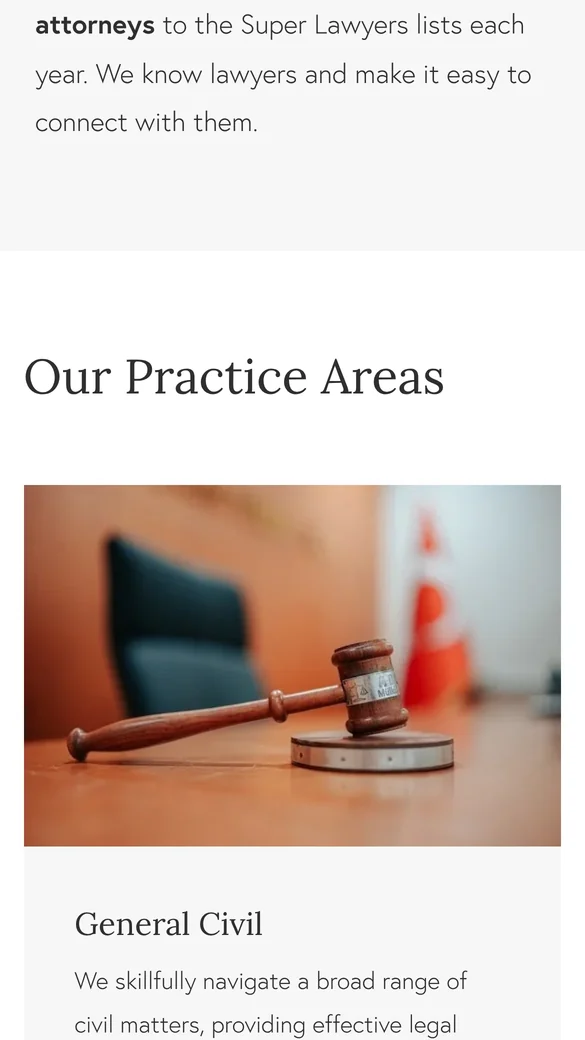 attorneys to the Super Lawyers lists each
year. We know lawyers and make it easy to
connect with them.
Our Practice Areas
General Civil
We skillfully navigate a broad range of
civil matters, providing effective legal